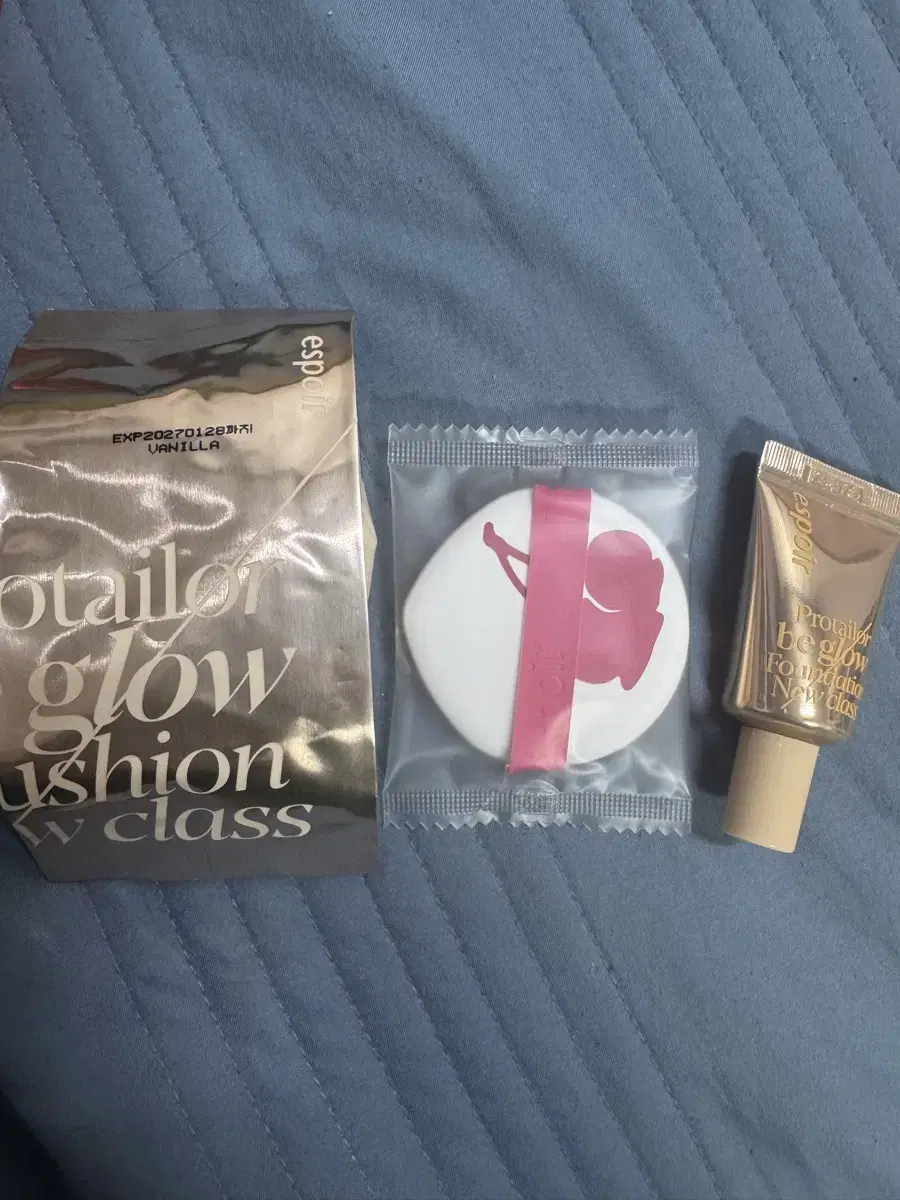 espoir
EXP20270128까지
VANILLA
otailor
glow
ushion
w class
espoir
Protailor
be glow
Foundation
New class